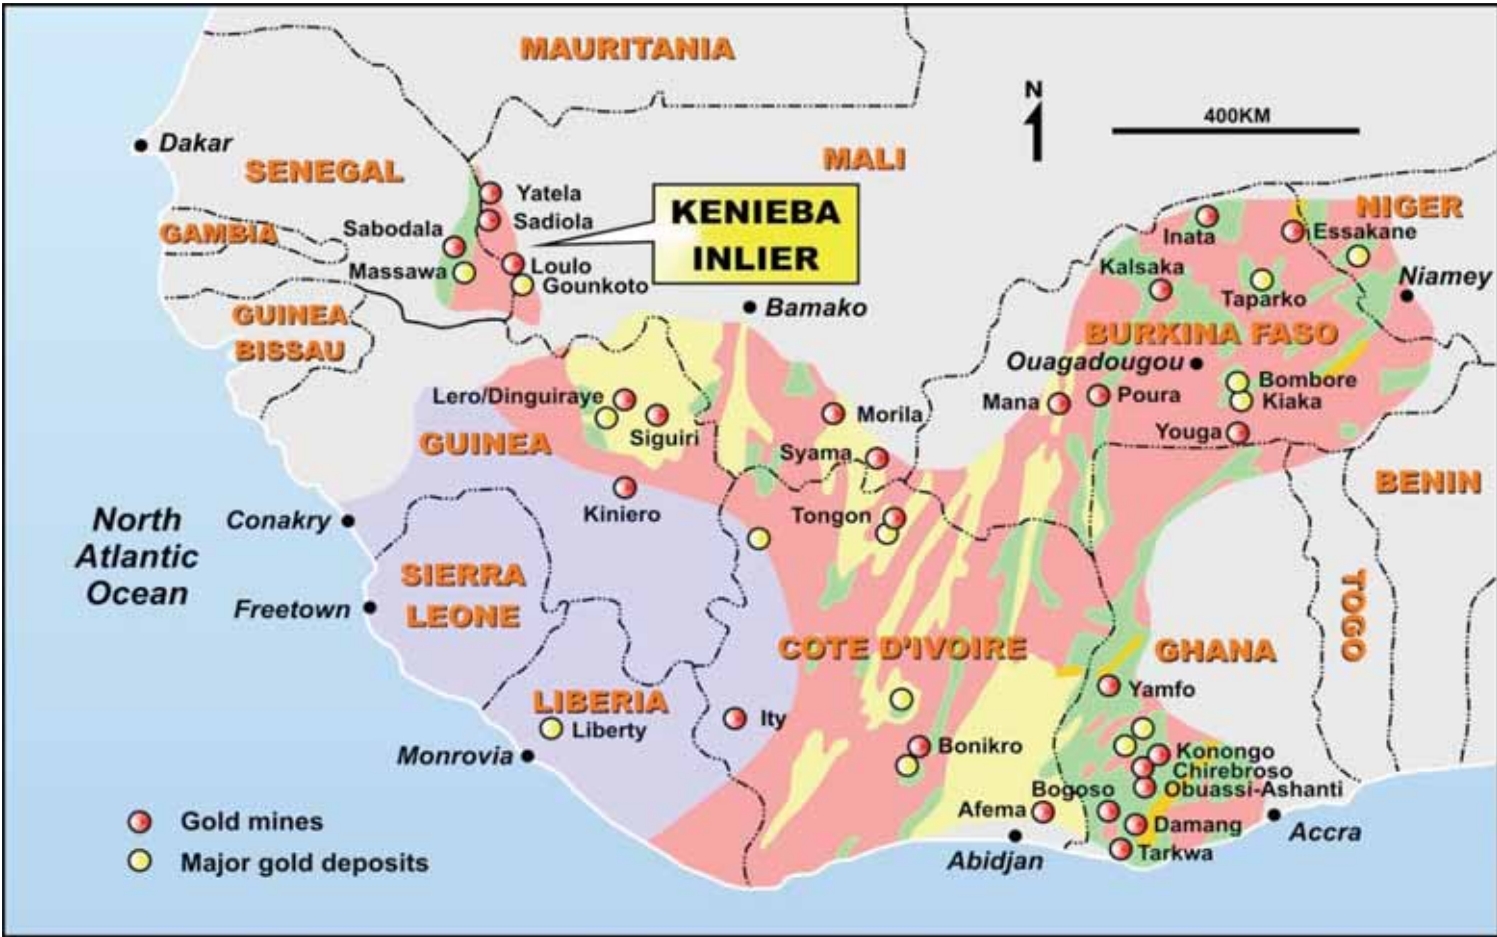 MAURITANIA
N
400KM
Dakar
SENEGAL
MALI
Yatela
Sadiola
KENIEBA
INLIER
NIGER
GAMBIA
Sabodala
Inata
Essakane
Massawa
Loulo
Gounkoto
Kalsaka
Taparko
Niamey
GUINEA
BISSAU
Bamako
BURKINA FASO
Ouagadougou
Lero/Dinguiraye
Siguiri
Morila
Mana
Poura
Bombore
Kiaka
Youga
GUINEA
Syama
BENIN
Kiniero
Tongon
North
Atlantic
Ocean
Conakry
SIERRA
LEONE
Freetown
TOGO
COTE D'IVOIRE
GHANA
Yamfo
LIBERIA
Liberty
Ity
Monrovia
Bonikro
Konongo
Chirebroso
Obuassi-Ashanti
Bogoso
Afema
Damang
Tarkwa
Accra
Abidjan
Gold mines
Major gold deposits